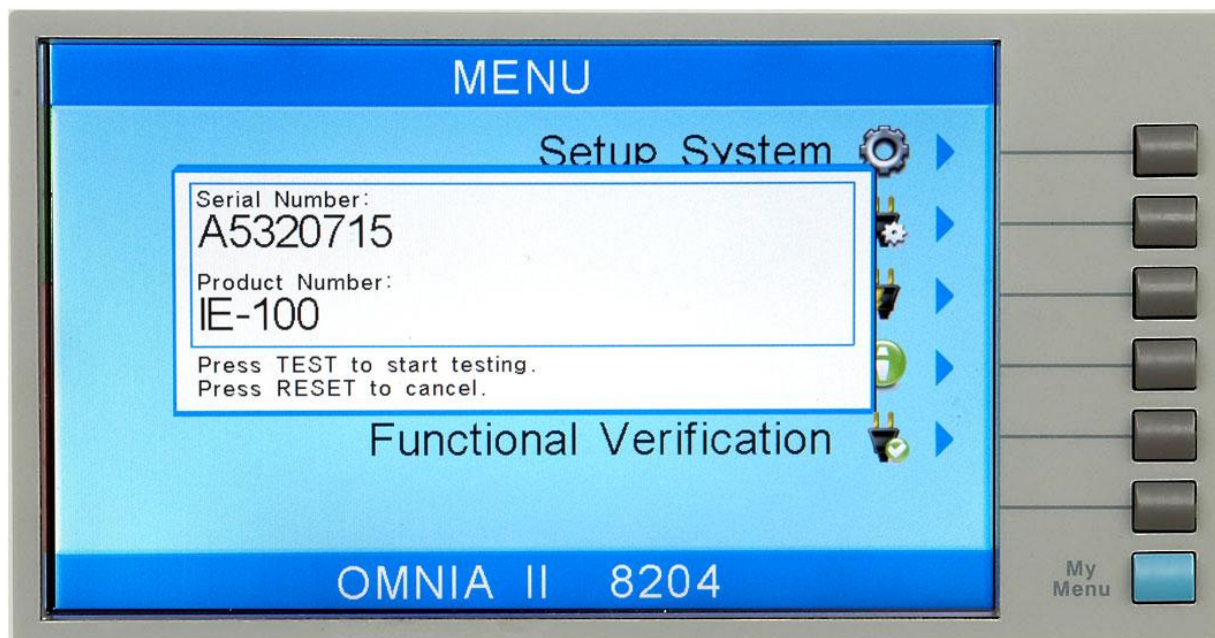 MENU
Setup System
Serial Number:
A5320715
Product Number:
IE-100
Press TEST to start testing.
Press RESET to cancel.
Functional Verification
OMNIA II 8204
My
Menu